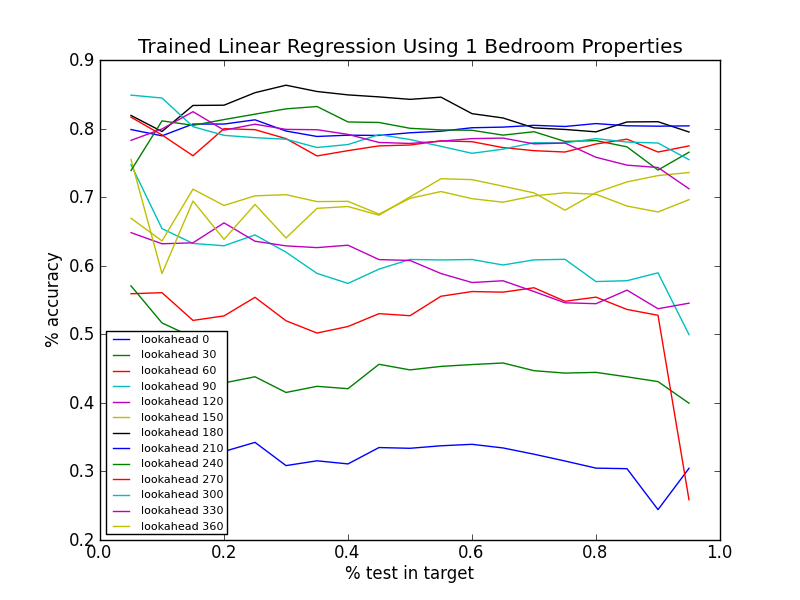 Trained Linear Regression Using 1 Bedroom Properties
0.9
0.8
0.7
0.6
0.5
0.4
0.3
0.2
% accuracy
lookahead 0
lookahead 30
lookahead 60
lookahead 90
lookahead 120
lookahead 150
lookahead 180
lookahead 210
lookahead 240
lookahead 270
lookahead 300
lookahead 330
lookahead 360
0.0 0.2 0.4 0.6 0.8 1.0
% test in target